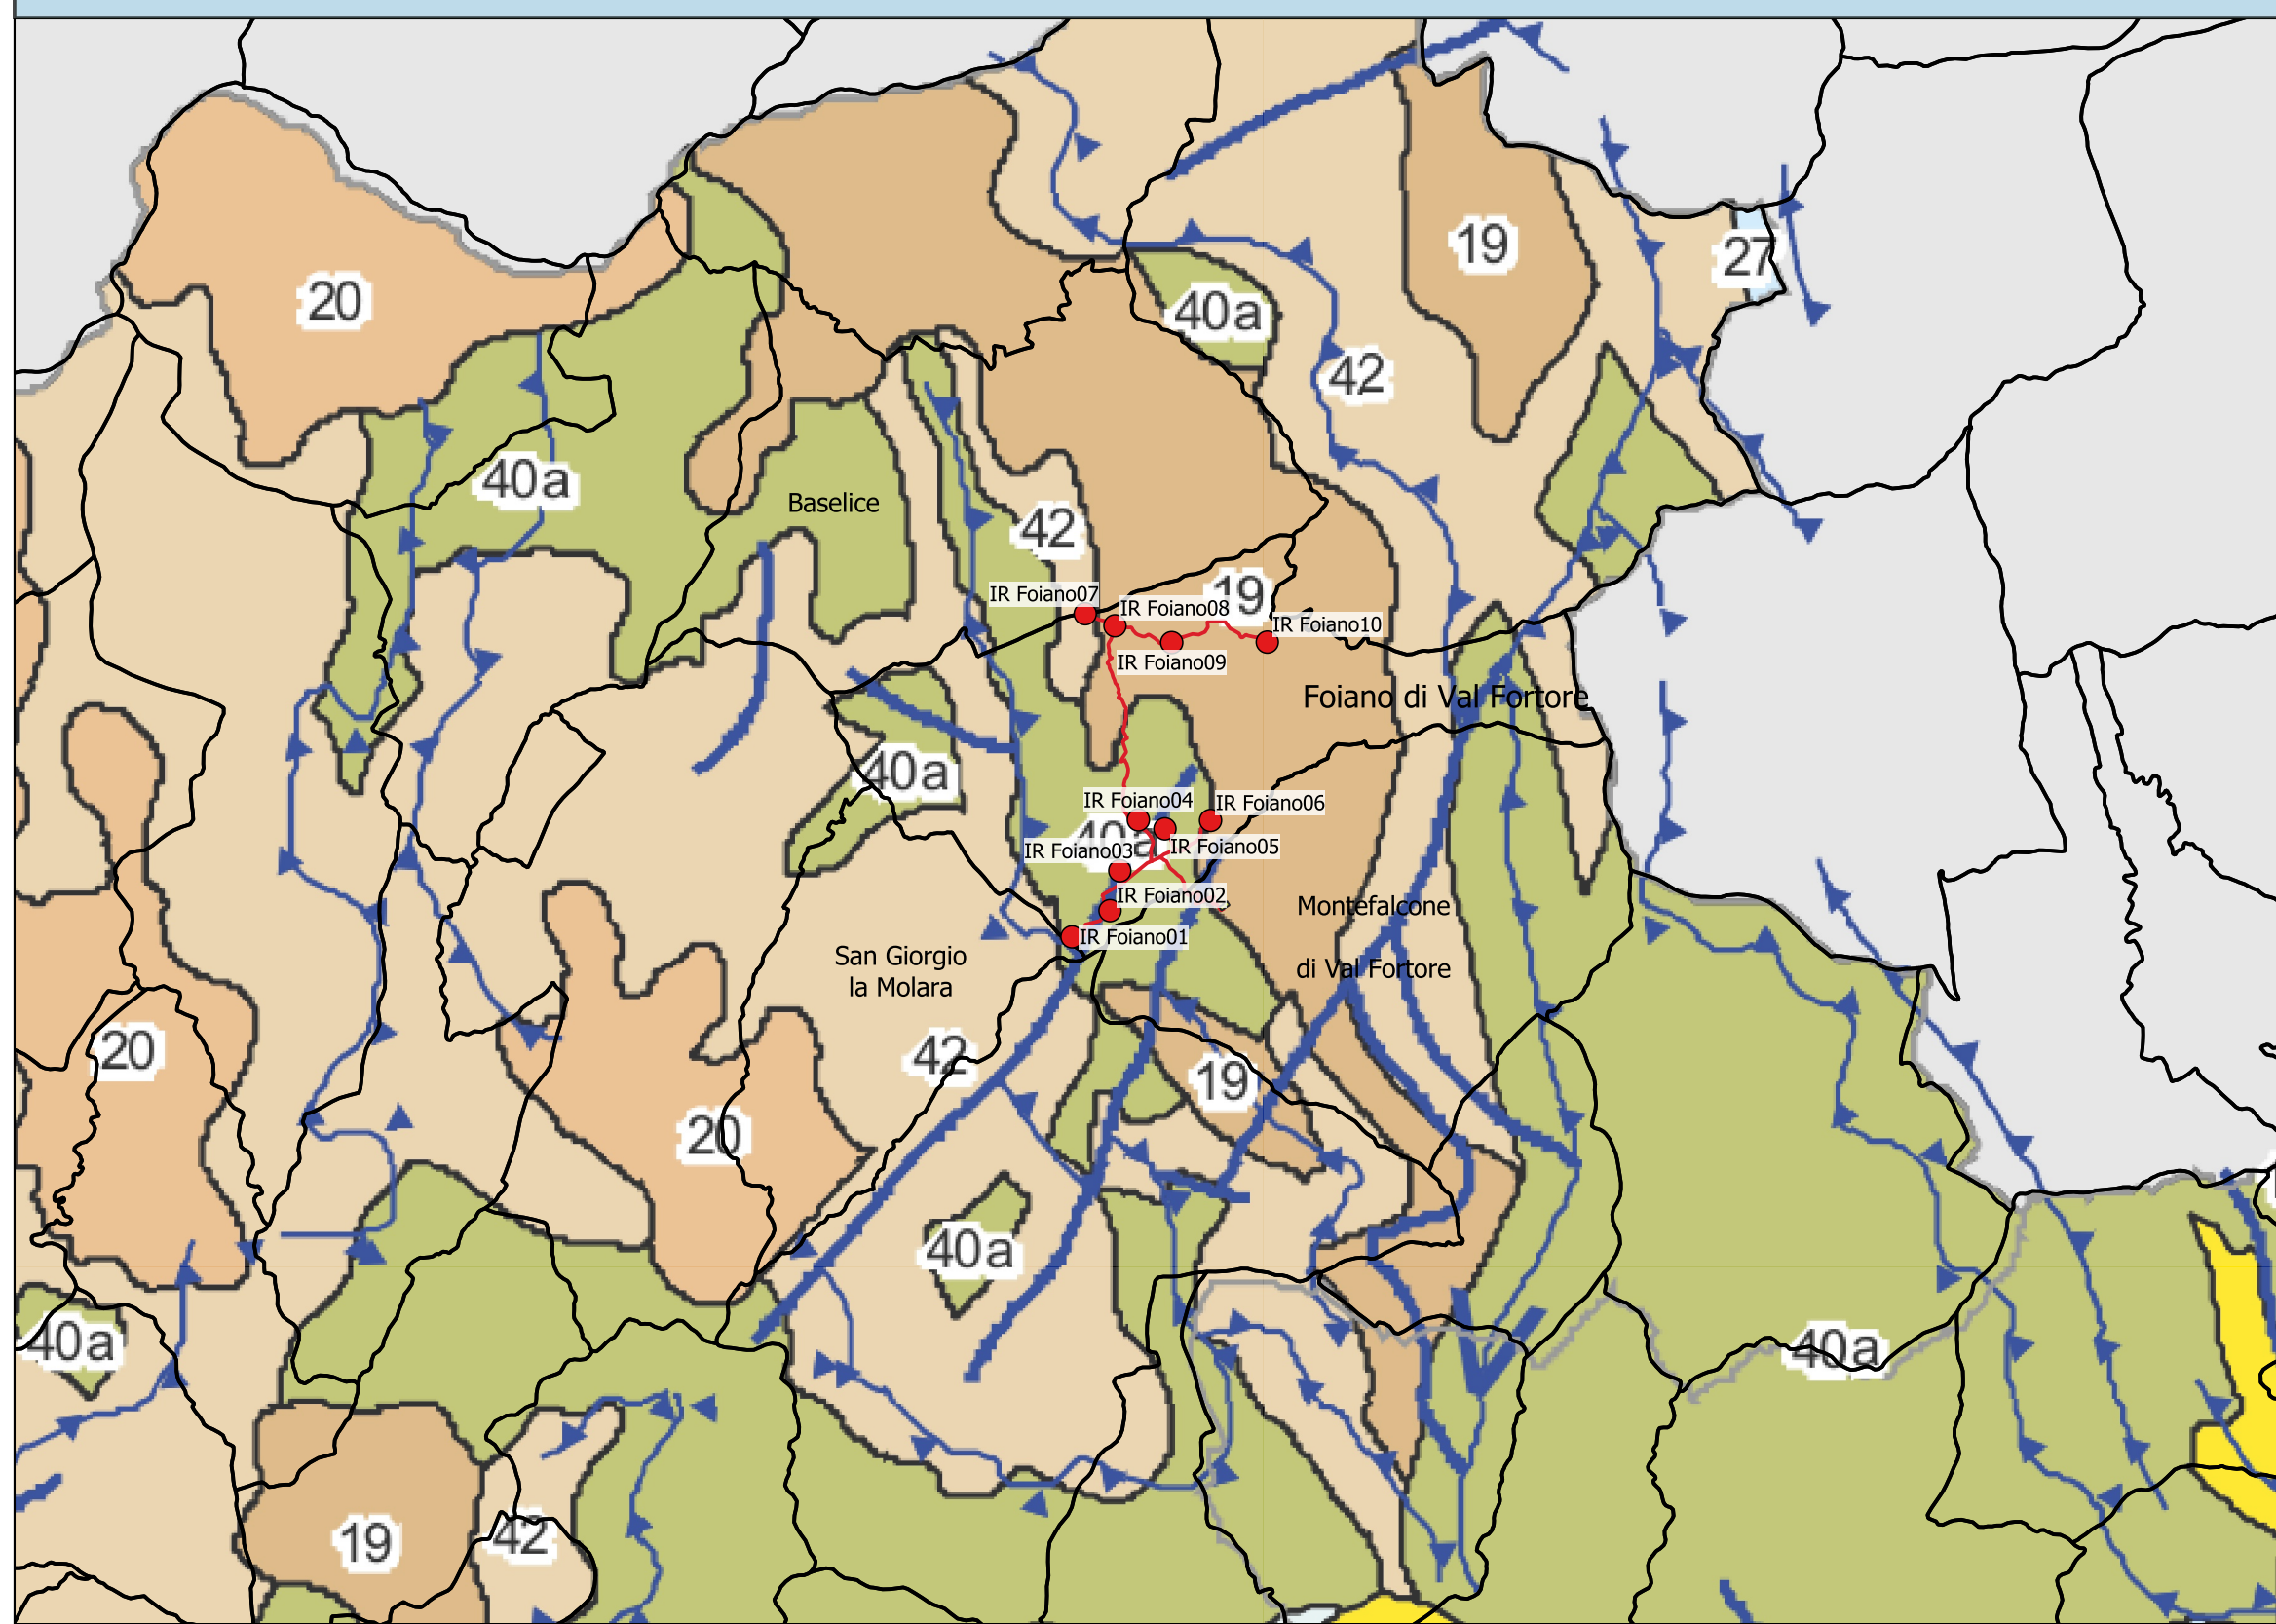 19
27
20
40a
42
40a
Baselice
42
19
IR Foiano07
IR Foiano08
IR Foiano10
IR Foiano09
Foiano di Val Fortore
40a
IR Foiano04
IR Foiano06
40a
IR Foiano03
IR Foiano05
IR Foiano02
Montefalcone
di Val Fortore
IR Foiano01
San Giorgio
la Molara
20
42
19
20
40a
40a
40a
19
42